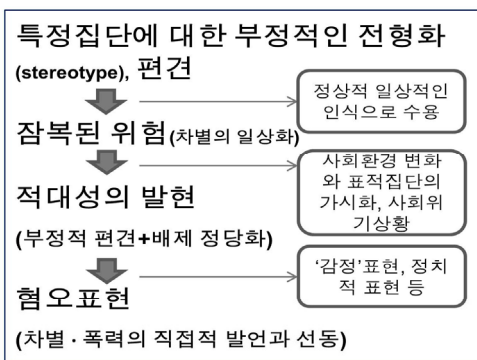 특정집단에 대한 부정적인 전형화
(stereotype), 편견
정상적 일상적인
인식으로 수용
잠복된 위험(차별의 일상화)
사회환경 변화
와 표적집단의
가시화, 사회위
기상황
적대성의 발현
(부정적 편견+배제 정당화)
‘감정’표현, 정치
적 표현 등
혐오표현
(차별 · 폭력의 직접적 발언과 선동)